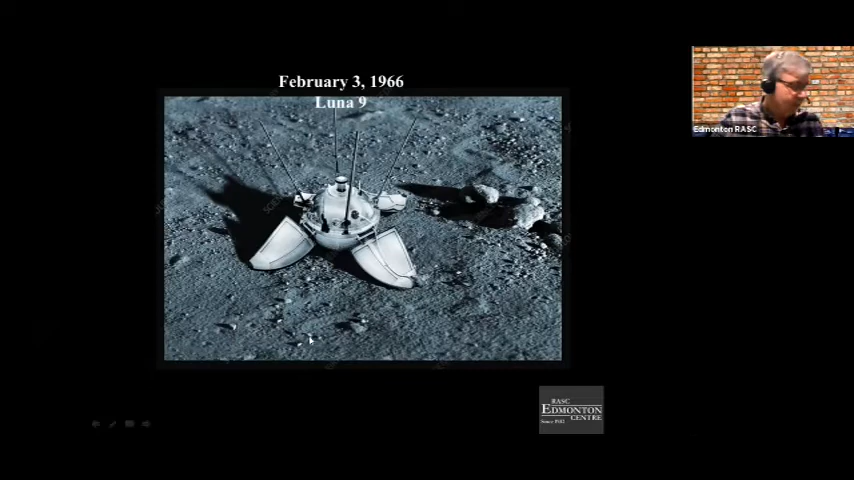 February 3, 1966
Luna 9
Edmonton RASC
RASC
EDMONTON
CENTRE